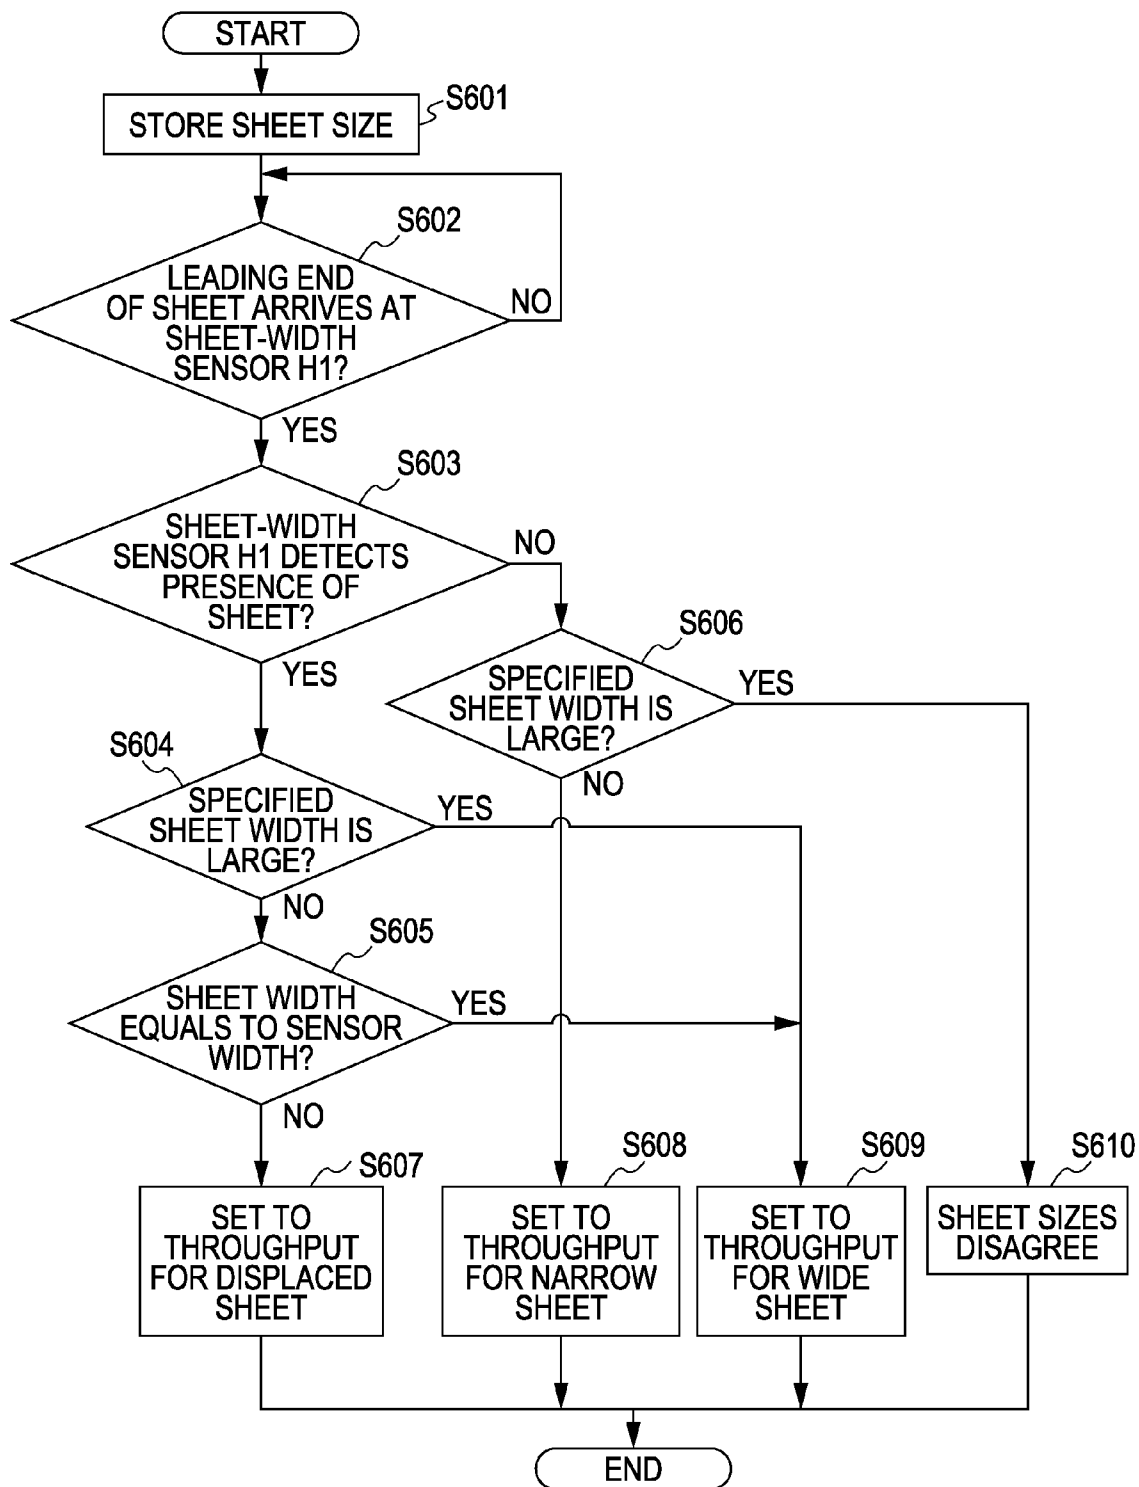 START
S601
STORE SHEET SIZE
S602
LEADING END
OF SHEET ARRIVES AT
SHEET-WIDTH
SENSOR H1?
NO
YES
S603
SHEET-WIDTH
SENSOR H1 DETECTS
PRESENCE OF
SHEET?
NO
YES
S606
SPECIFIED
SHEET WIDTH IS
LARGE?
YES
NO
S604
SPECIFIED
SHEET WIDTH IS
LARGE?
YES
NO
S605
SHEET WIDTH
EQUALS TO SENSOR
WIDTH?
YES
NO
S607
SET TO
THROUGHPUT
FOR DISPLACED
SHEET
S608
SET TO
THROUGHPUT
FOR NARROW
SHEET
S609
SET TO
THROUGHPUT
FOR WIDE
SHEET
S610
SHEET SIZES
DISAGREE
END